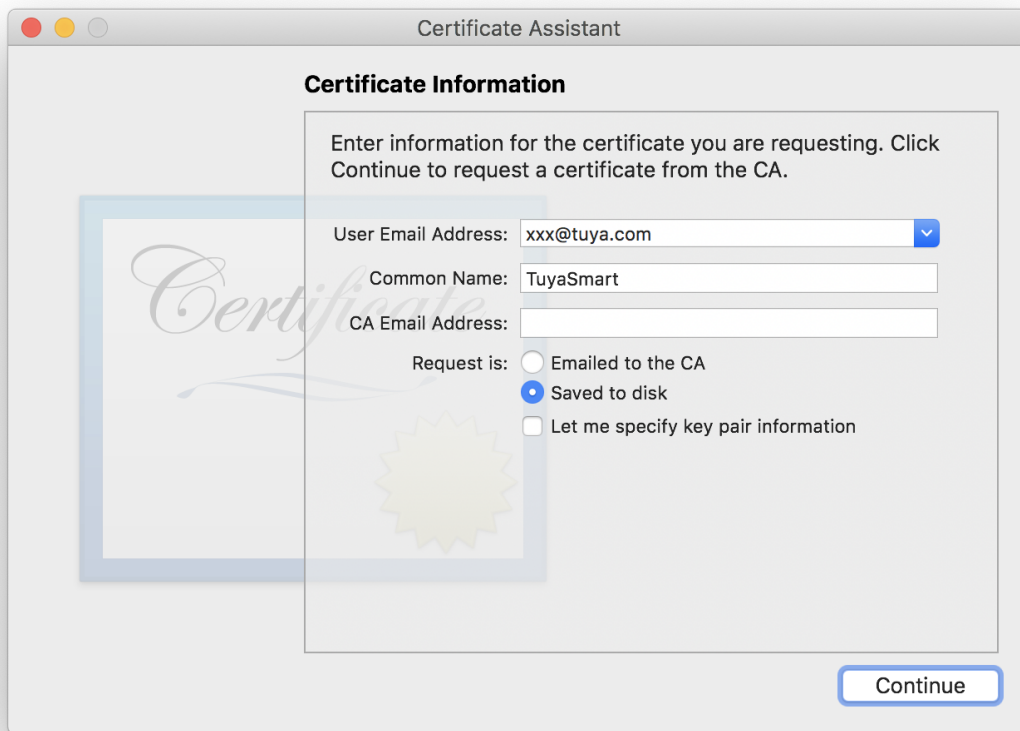 Certificate Assistant
Certificate Information
Enter information for the certificate you are requesting. Click
Continue to request a certificate from the CA.
User Email Address: xxx@tuya.com
Common Name: TuyaSmart
CA Email Address:
Request is: Emailed to the CA
Saved to disk
Let me specify key pair information
Certificate
Continue